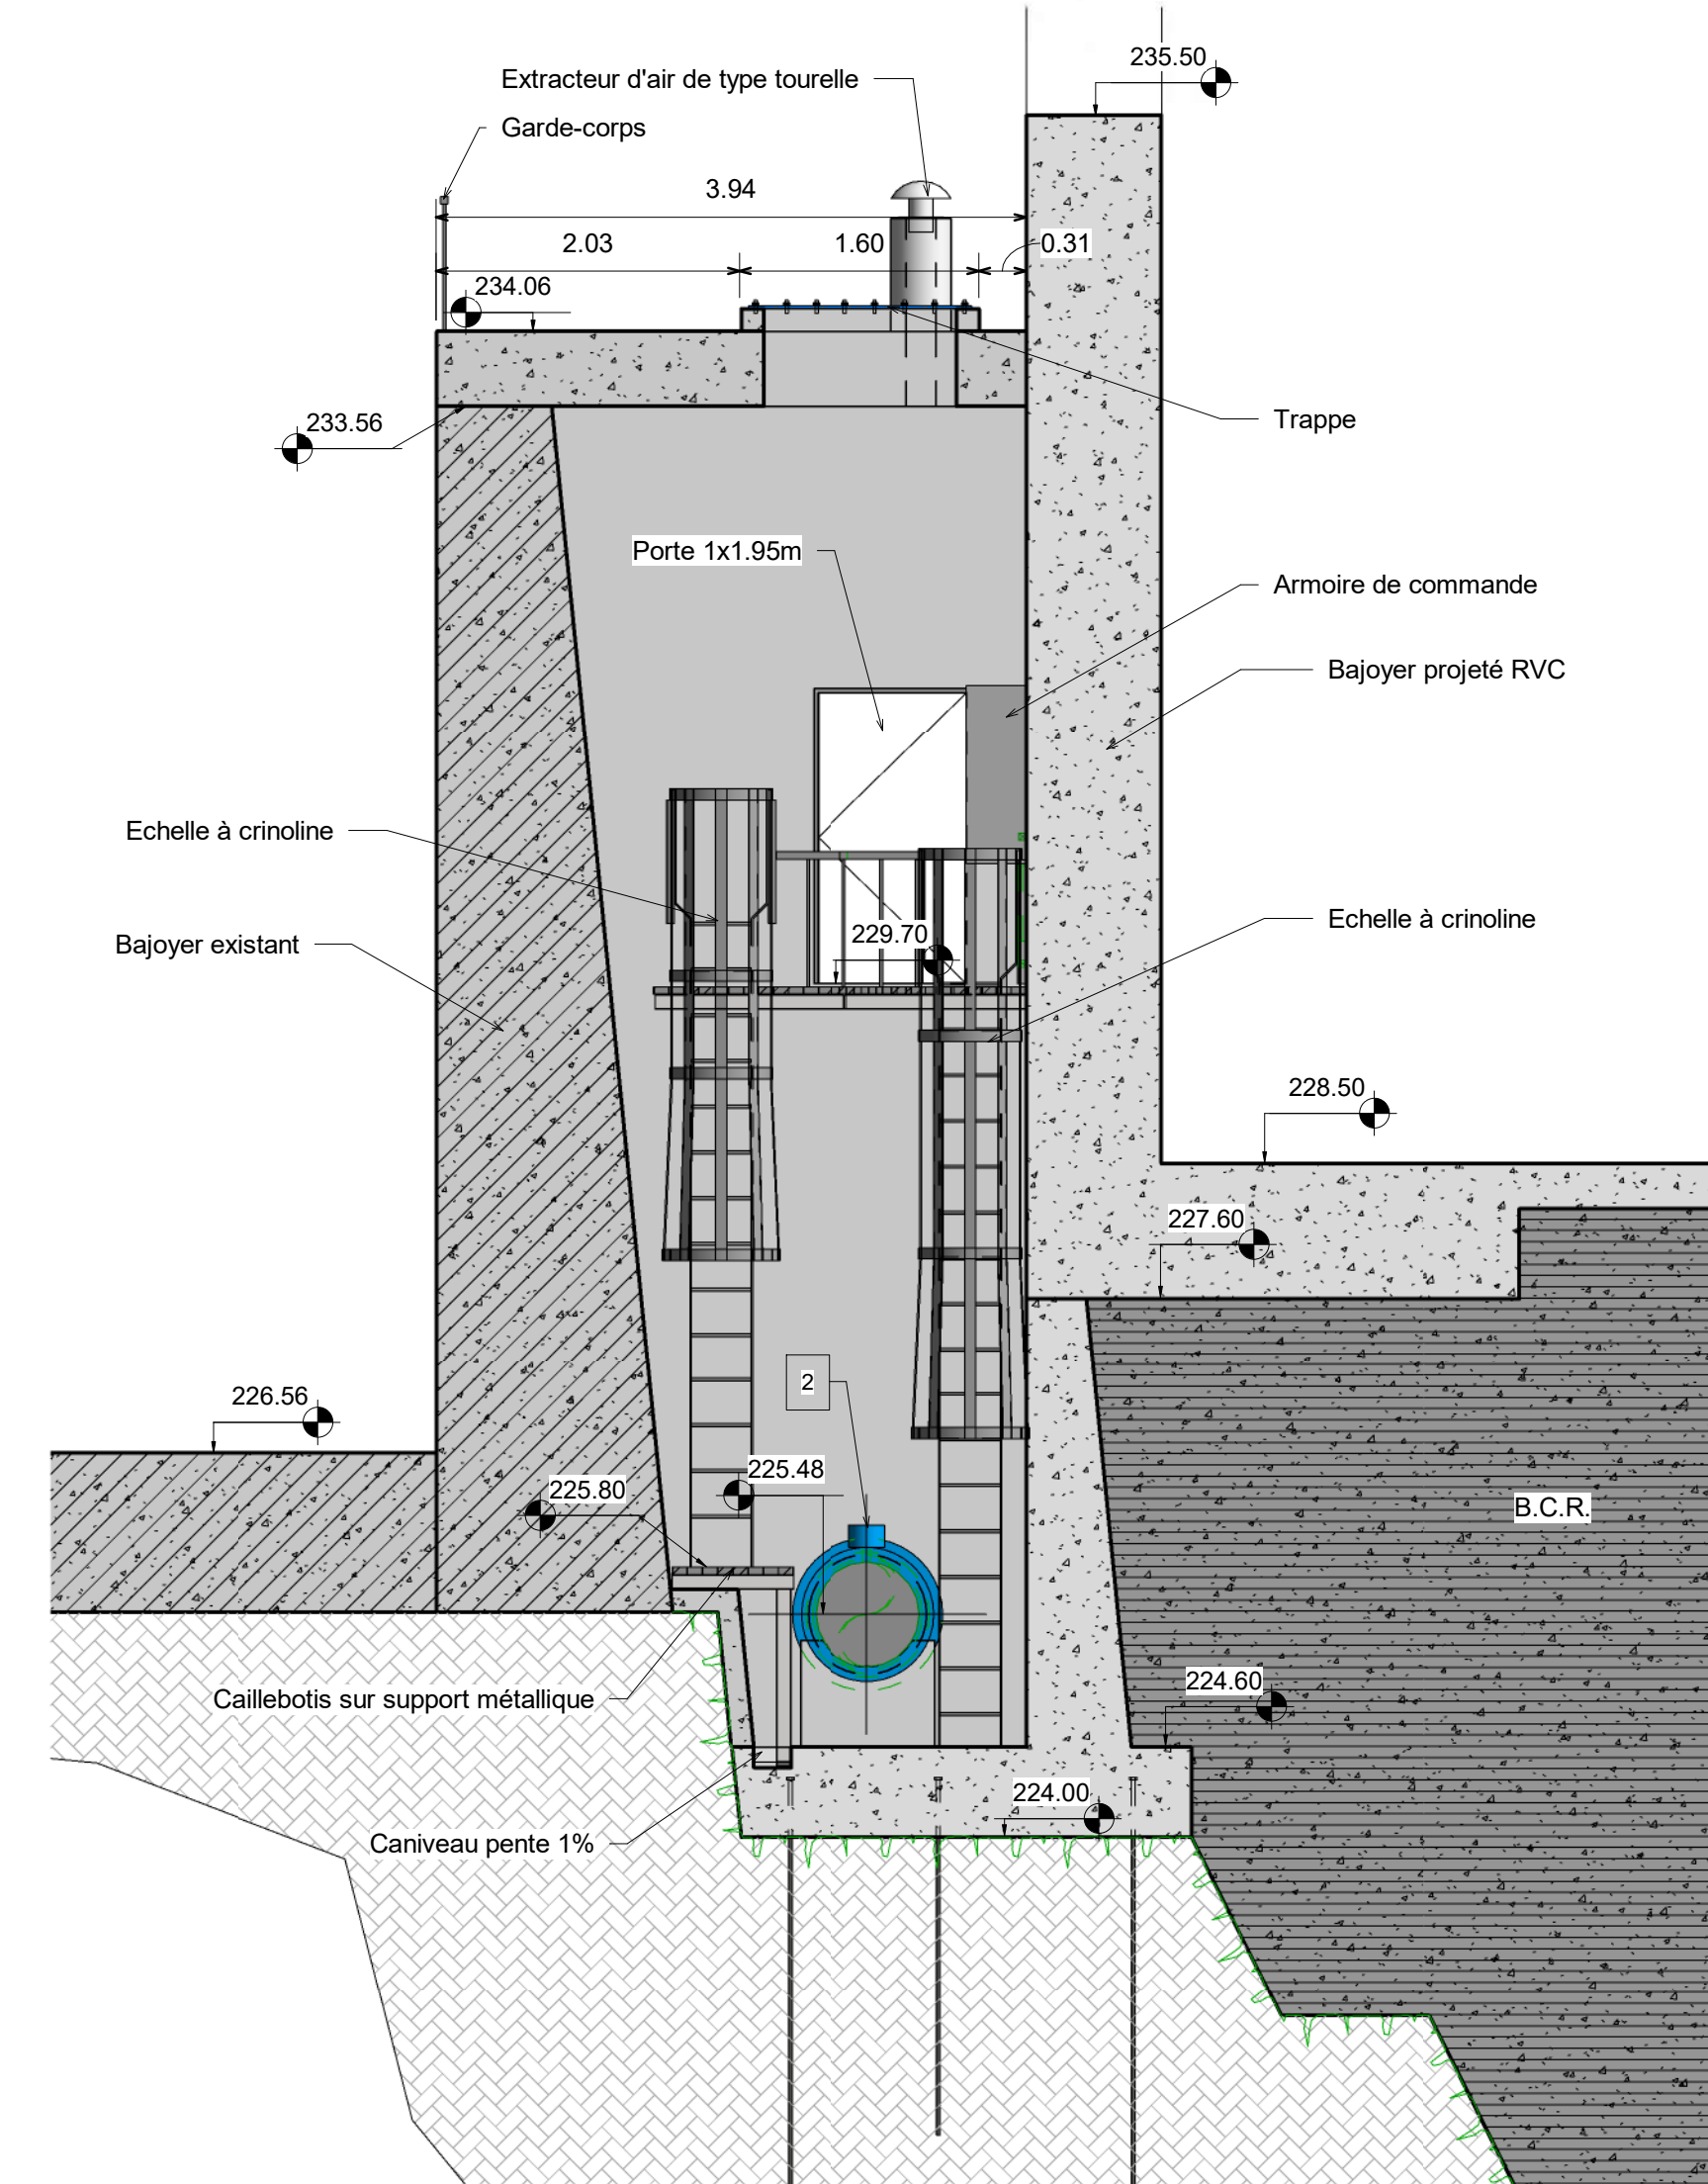 235.50
Extracteur d'air de type tourelle
Garde-corps
3.94
2.03
1.60
0.31
234.06
233.56
Trappe
Porte 1x1.95m
Armoire de commande
Bajoyer projeté RVC
Echelle à crinoline
Echelle à crinoline
229.70
Bajoyer existant
228.50
227.60
2
226.56
225.48
225.80
B.C.R.
224.60
Caillebotis sur support métallique
224.00
Caniveau pente 1%